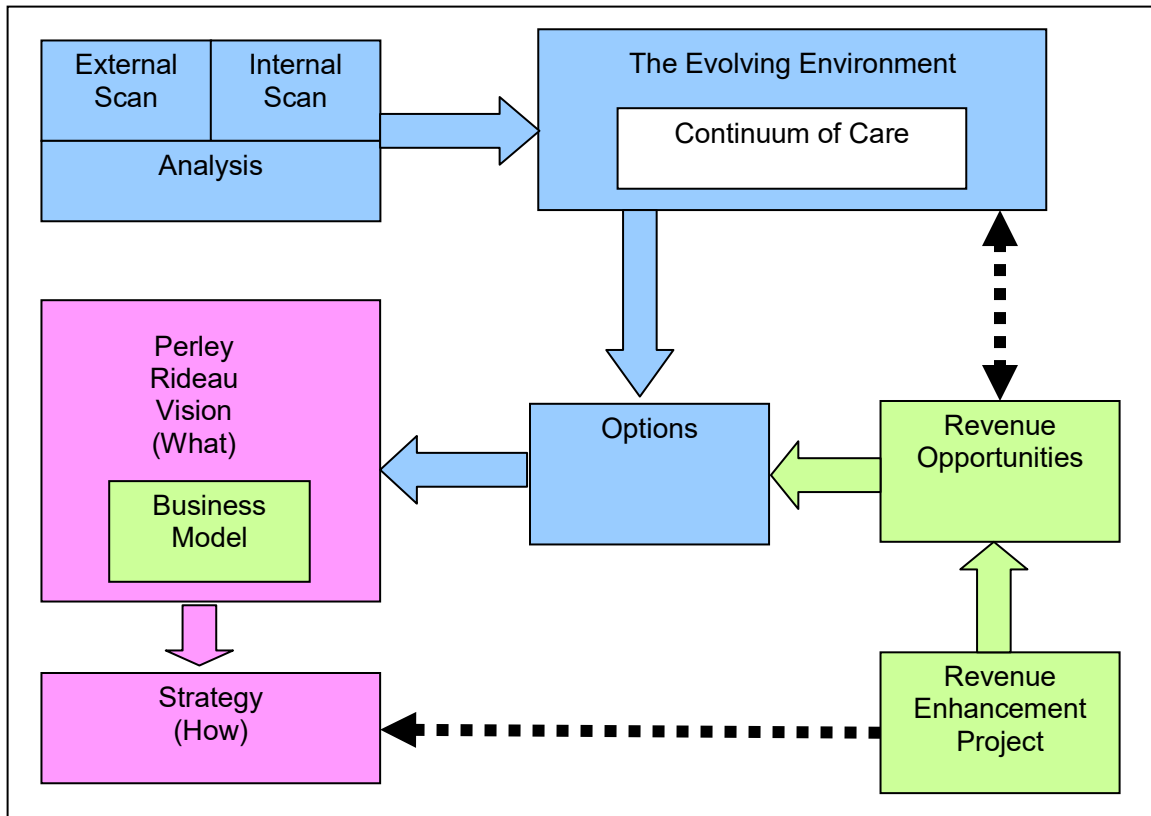 External
Scan
Internal
Scan
Analysis
The Evolving Environment
Continuum of Care
Perley
Rideau
Vision
(What)
Business
Model
Options
Revenue
Opportunities
Strategy
(How)
Revenue
Enhancement
Project